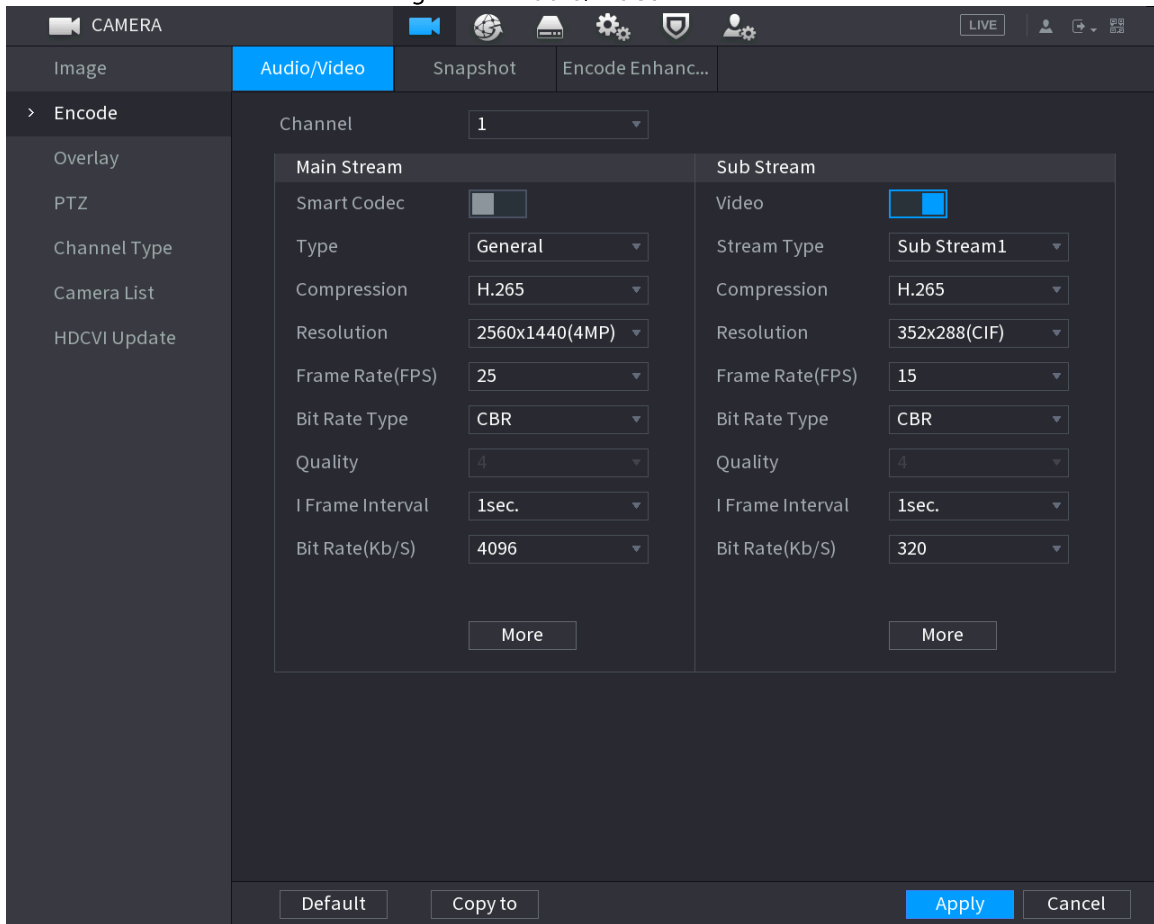 CAMERA LIVE
Image Audio/Video Snapshot Encode Enhanc...
Encode Channel 1
Overlay Main Stream Sub Stream
PTZ Smart Codec Video
Channel Type Type General Stream Type Sub Stream1
Camera List Compression H.265 Compression H.265
HDCVI Update Resolution 2560x1440(4MP) Resolution 352x288(CIF)
Frame Rate(FPS) 25 Frame Rate(FPS) 15
Bit Rate Type CBR Bit Rate Type CBR
Quality 4 Quality 4
I Frame Interval 1sec. I Frame Interval 1sec.
Bit Rate(Kb/S) 4096 Bit Rate(Kb/S) 320
More More
Default Copy to Apply Cancel